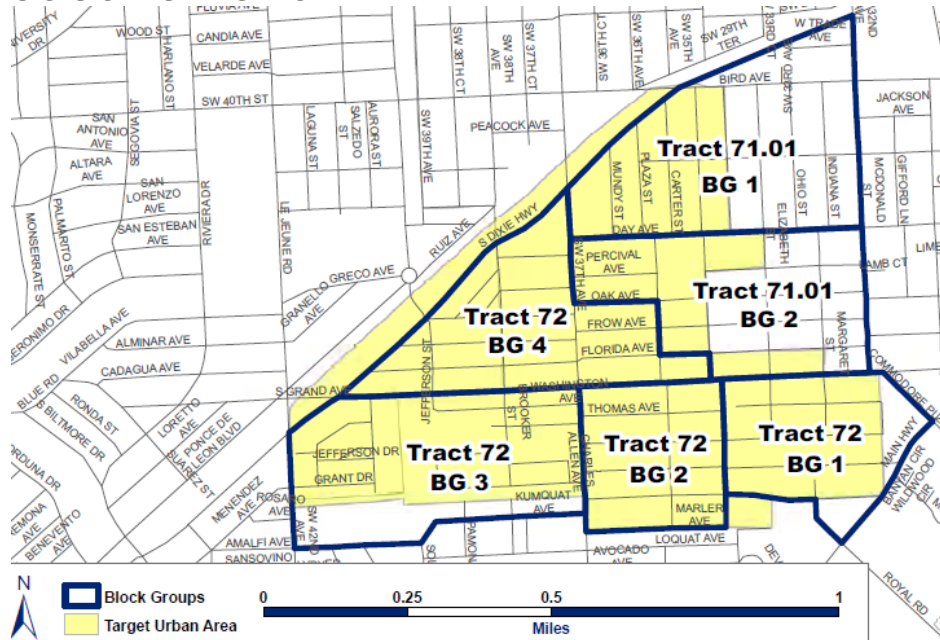 FLUVIA AVE
UNIVERSITY
DR
WOOD ST
HARLANO ST
CANDIA AVE
VELARDE AVE
SW 40TH ST
SEGOVIA ST
SAN
ANTONIO
AVE
ALTARA
AVE
SAN
LORENZO
AVE
SAN ESTEBAN
AVE
PALMARITO ST
MONSERRATE ST
RIVIERA DR
LE JEUNE RD
LAGUNA ST
SALZEDO
ST
AURORA ST
SW 39TH AVE
SW 38TH CT
SW 38TH
AVE
SW 37TH CT
SW 36TH CT
SW 36TH AVE
SW 35TH
AVE
SW 29TH
TER
SW 33RD AVE
W TRADE
AVE
32ND
AVE
BIRD AVE
PEACOCK AVE
JACKSON
AVE
Tract 71.01
BG 1
MUNDY ST
PLAZA ST
CARTER ST
OHIO ST
INDIANA ST
MCDONALD
ST
GIFFORD LN
ELIZABETH
ST
DAY AVE
S DIXIE HWY
RUIZ AVE
GRECO AVE
GRANELLO
AVE
SW 37TH AVE
PERCIVAL
AVE
OAK AVE
FROW AVE
FLORIDA AVE
LAMB CT
Tract 71.01
BG 2
MARGARET
ST
Tract 72
BG 4
JEFFERSON ST
BROOKER
ST
WASHINGTON
AVE
S GRAND AVE
ALMINAR AVE
CADAGUA AVE
VILABELLA AVE
BLUE RD
S BILTMORE DR
RONDA ST
LORETTO
AVE
PONCE DE
LEON BLVD
SUAREZ ST
MENENDEZ
AVE
ROSARO
AVE
AMALFI AVE
SANSOVINO
SW 42ND
AVE
JEFFERSON DR
GRANT DR
Tract 72
BG 3
THOMAS AVE
CHARLES
ALLEN AVE
Tract 72
BG 2
Tract 72
BG 1
KUMQUAT
AVE
MARLER
AVE
LOQUAT AVE
AVOCADO
AVE
MAIN HWY
BANYAN CIR
WILDWOOD
CIR
ROYAL RD
BENEVENTO
AVE
N
Block Groups
Target Urban Area
0 0.25 0.5 1
Miles